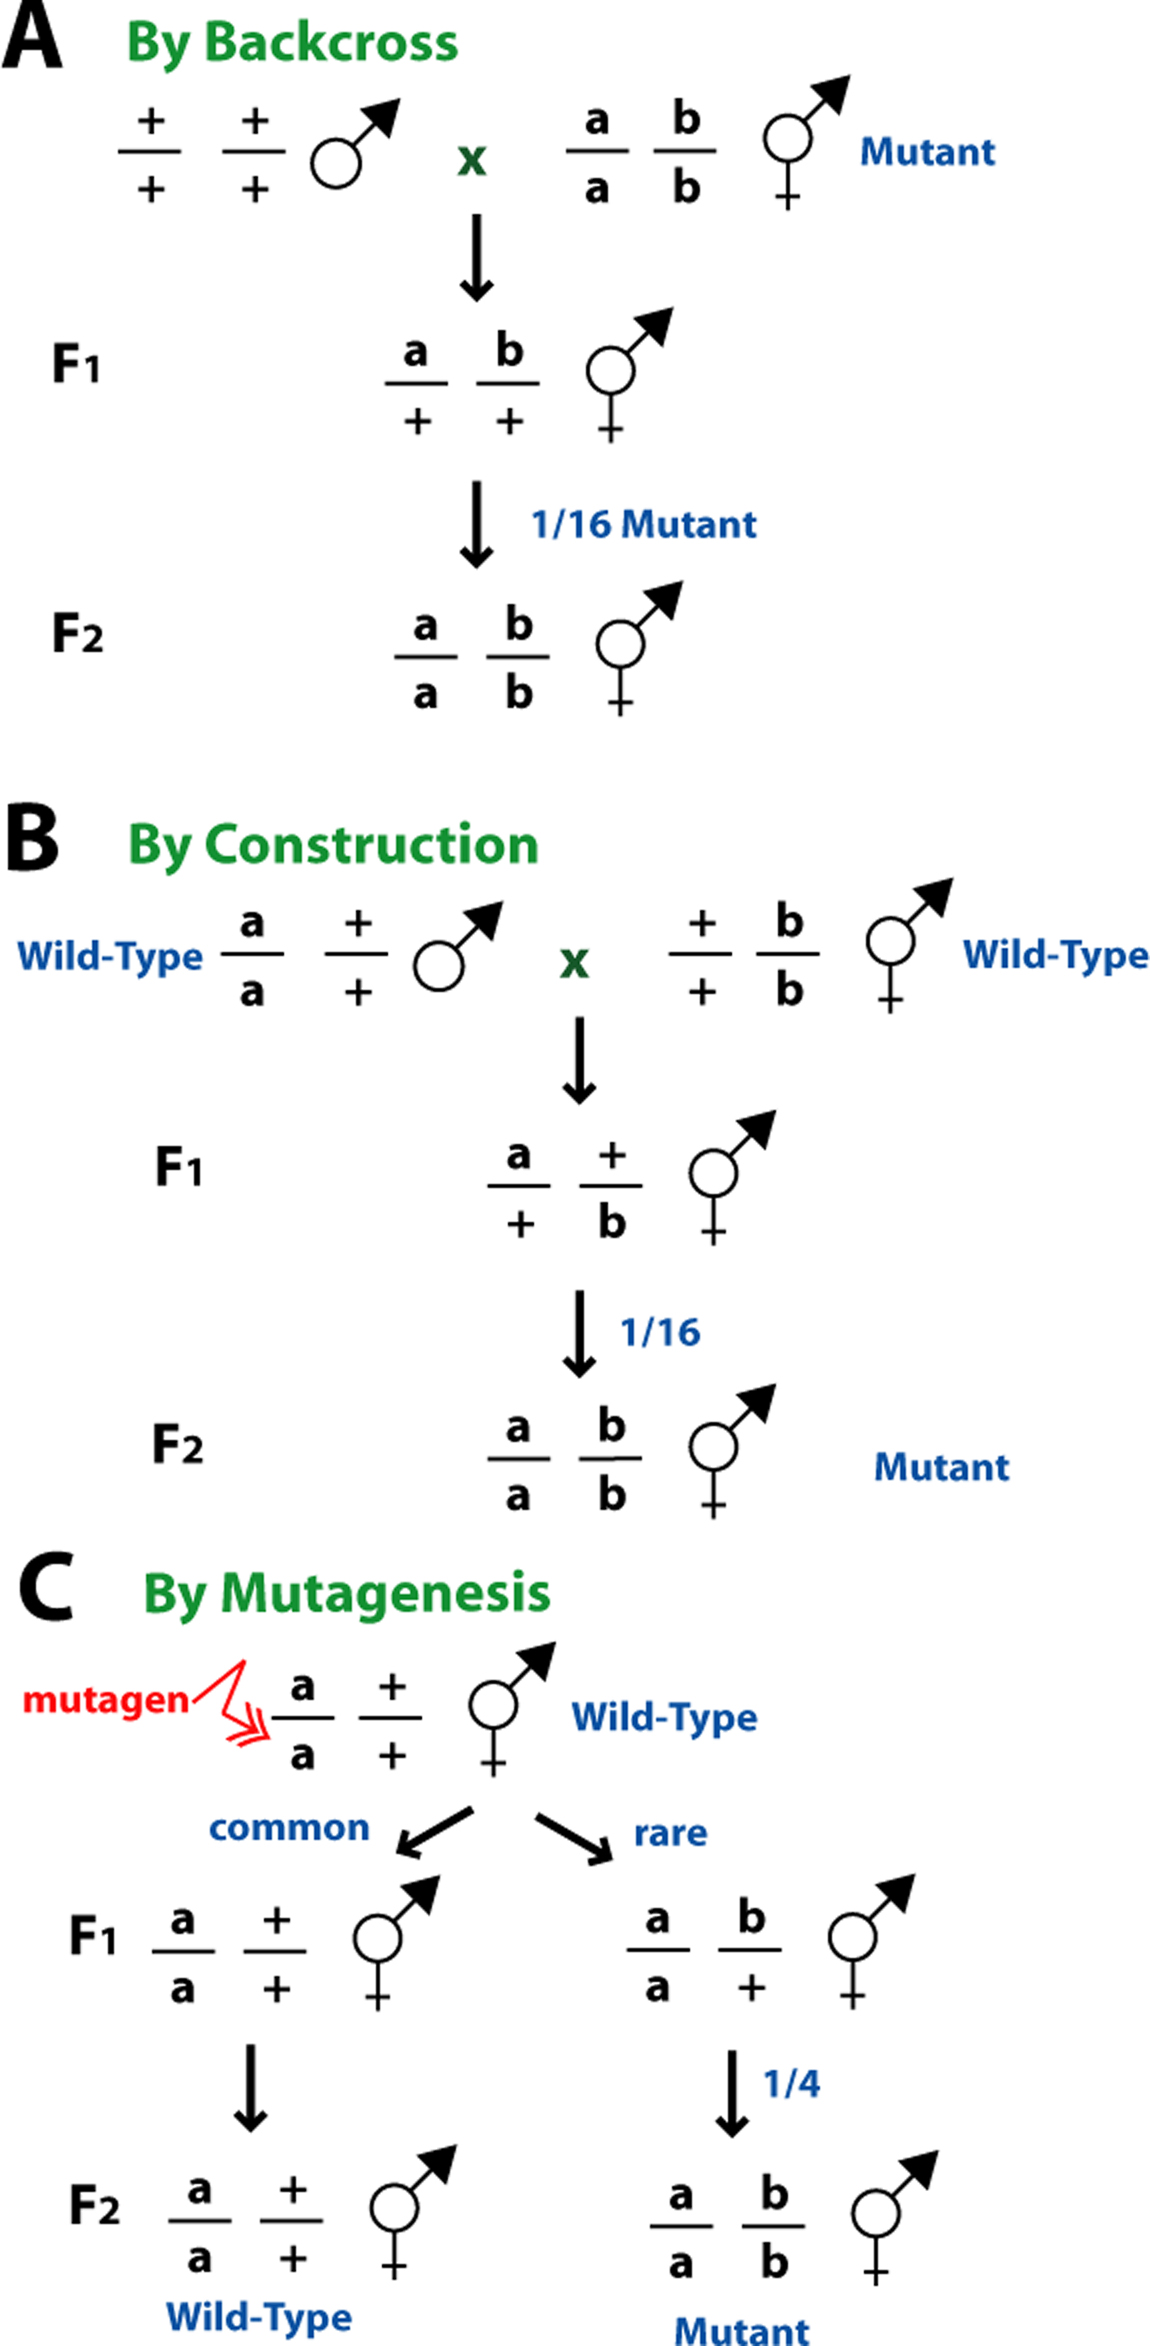 A By Backcross
+ + a b
x Mutant
+ + a b
F1 a b
+ +
1/16 Mutant
F2 a b
a b
B By Construction
a + + b
Wild-Type x Wild-Type
a + + b
F1 a +
+ b
1/16
F2 a b
a b Mutant
C By Mutagenesis
mutagen a + Wild-Type
a +
common rare
F1 a + a b
a + a +
1/4
F2 a + a b
a + a b
Wild-Type Mutant